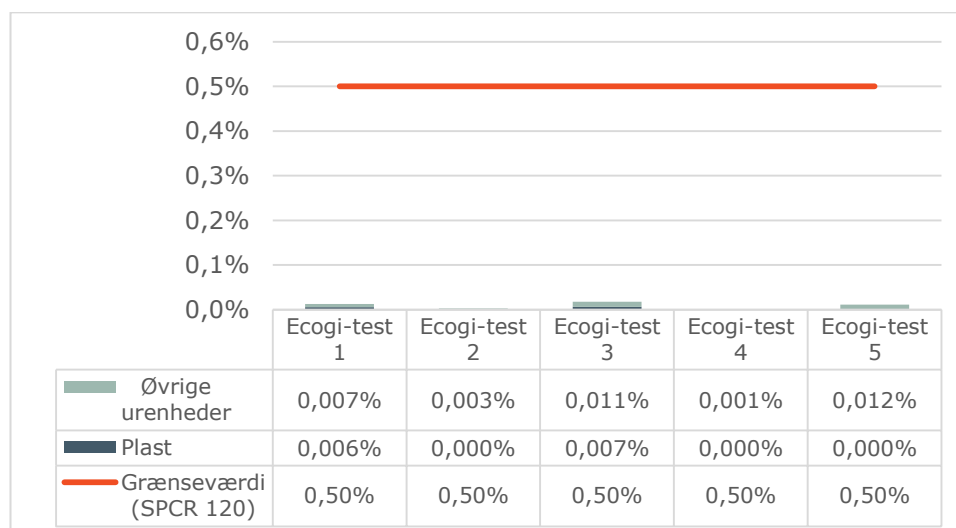 0,6%
0,5%
0,4%
0,3%
0,2%
0,1%
0,0%
Ecogi-test 1 Ecogi-test 2 Ecogi-test 3 Ecogi-test 4 Ecogi-test 5
Øvrige urenheder 0,007% 0,003% 0,011% 0,001% 0,012%
Plast 0,006% 0,000% 0,007% 0,000% 0,000%
Grænseværdi (SPCR 120) 0,50% 0,50% 0,50% 0,50% 0,50%